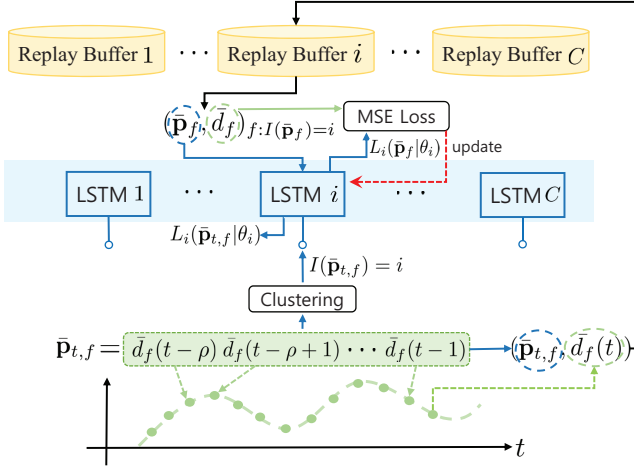 Replay Buffer 1 ··· Replay Buffer i ··· Replay Buffer C
(p̄_f, d̄_f)_{f:I(p̄_f)=i}
MSE Loss
L_i(p̄_f|θ_i)
update
LSTM 1 ··· LSTM i ··· LSTM C
L_i(p̄_{t,f}|θ_i)
I(p̄_{t,f}) = i
Clustering
p̄_{t,f} = d̄_f(t−ρ) d̄_f(t−ρ+1) ··· d̄_f(t−1) (p̄_{t,f}, d̄_f(t))
t